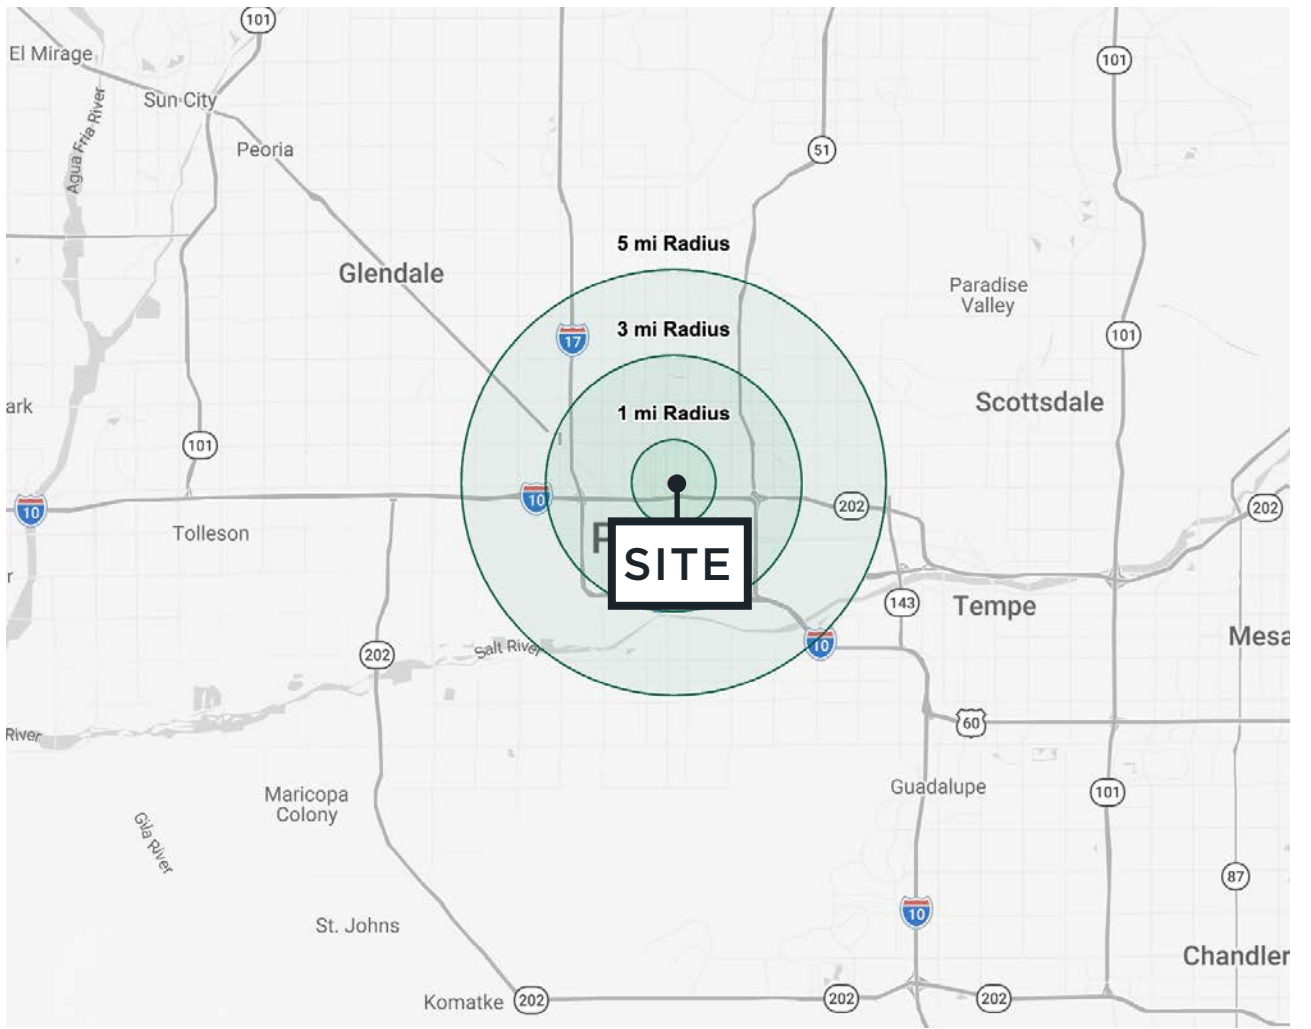 101
El Mirage
101
Sun City
Agua Fria River
Peoria
51
5 mi Radius
Glendale
Paradise
Valley
3 mi Radius
17
101
ark
1 mi Radius
Scottsdale
101
10
10
202
202
Tolleson
P
SITE
r
143
Tempe
10
Mesa
Salt River
202
River
60
Maricopa
Colony
Guadalupe
101
Gila River
87
10
St. Johns
Chandler
Komatke
202
202
202